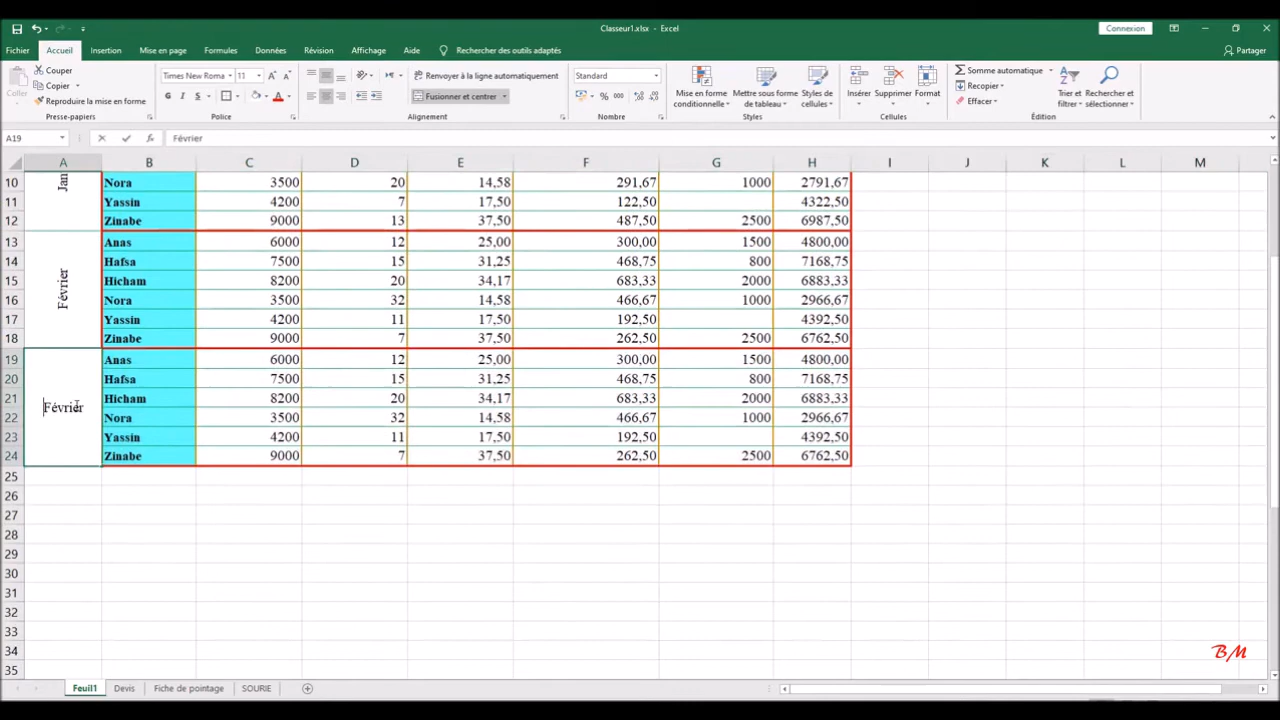 Classeur1.xlsx - Excel
Connexion
Fichier Accueil Insertion Mise en page Formules Données Révision Affichage Aide Rechercher des outils adaptés Partager
Coller
Couper
Copier
Reproduire la mise en forme
Presse-papiers
Times New Roma 11
G I S
Police
Renvoyer à la ligne automatiquement
Fusionner et centrer
Alignement
Standard
% 000
Nombre
Mise en forme conditionnelle
Mettre sous forme de tableau
Styles de cellules
Styles
Insérer Supprimer Format
Cellules
Somme automatique
Recopier
Effacer
Trier et filtrer
Rechercher et sélectionner
Édition
A19 fx Février
A B C D E F G H I J K L M
Jan
10 Nora 3500 20 14,58 291,67 1000 2791,67
11 Yassin 4200 7 17,50 122,50 4322,50
12 Zinabe 9000 13 37,50 487,50 2500 6987,50
Février
13 Anas 6000 12 25,00 300,00 1500 4800,00
14 Hafsa 7500 15 31,25 468,75 800 7168,75
15 Hicham 8200 20 34,17 683,33 2000 6883,33
16 Nora 3500 32 14,58 466,67 1000 2966,67
17 Yassin 4200 11 17,50 192,50 4392,50
18 Zinabe 9000 7 37,50 262,50 2500 6762,50
Février
19 Anas 6000 12 25,00 300,00 1500 4800,00
20 Hafsa 7500 15 31,25 468,75 800 7168,75
21 Hicham 8200 20 34,17 683,33 2000 6883,33
22 Nora 3500 32 14,58 466,67 1000 2966,67
23 Yassin 4200 11 17,50 192,50 4392,50
24 Zinabe 9000 7 37,50 262,50 2500 6762,50
25
26
27
28
29
30
31
32
33
34
35
BM
Feuil1 Devis Fiche de pointage SOURIE